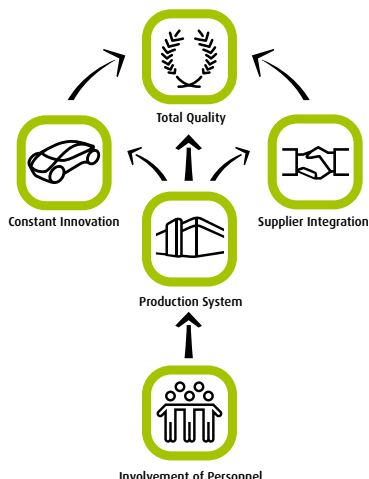 Total Quality
Constant Innovation
Supplier Integration
Production System
Involvement of Personnel